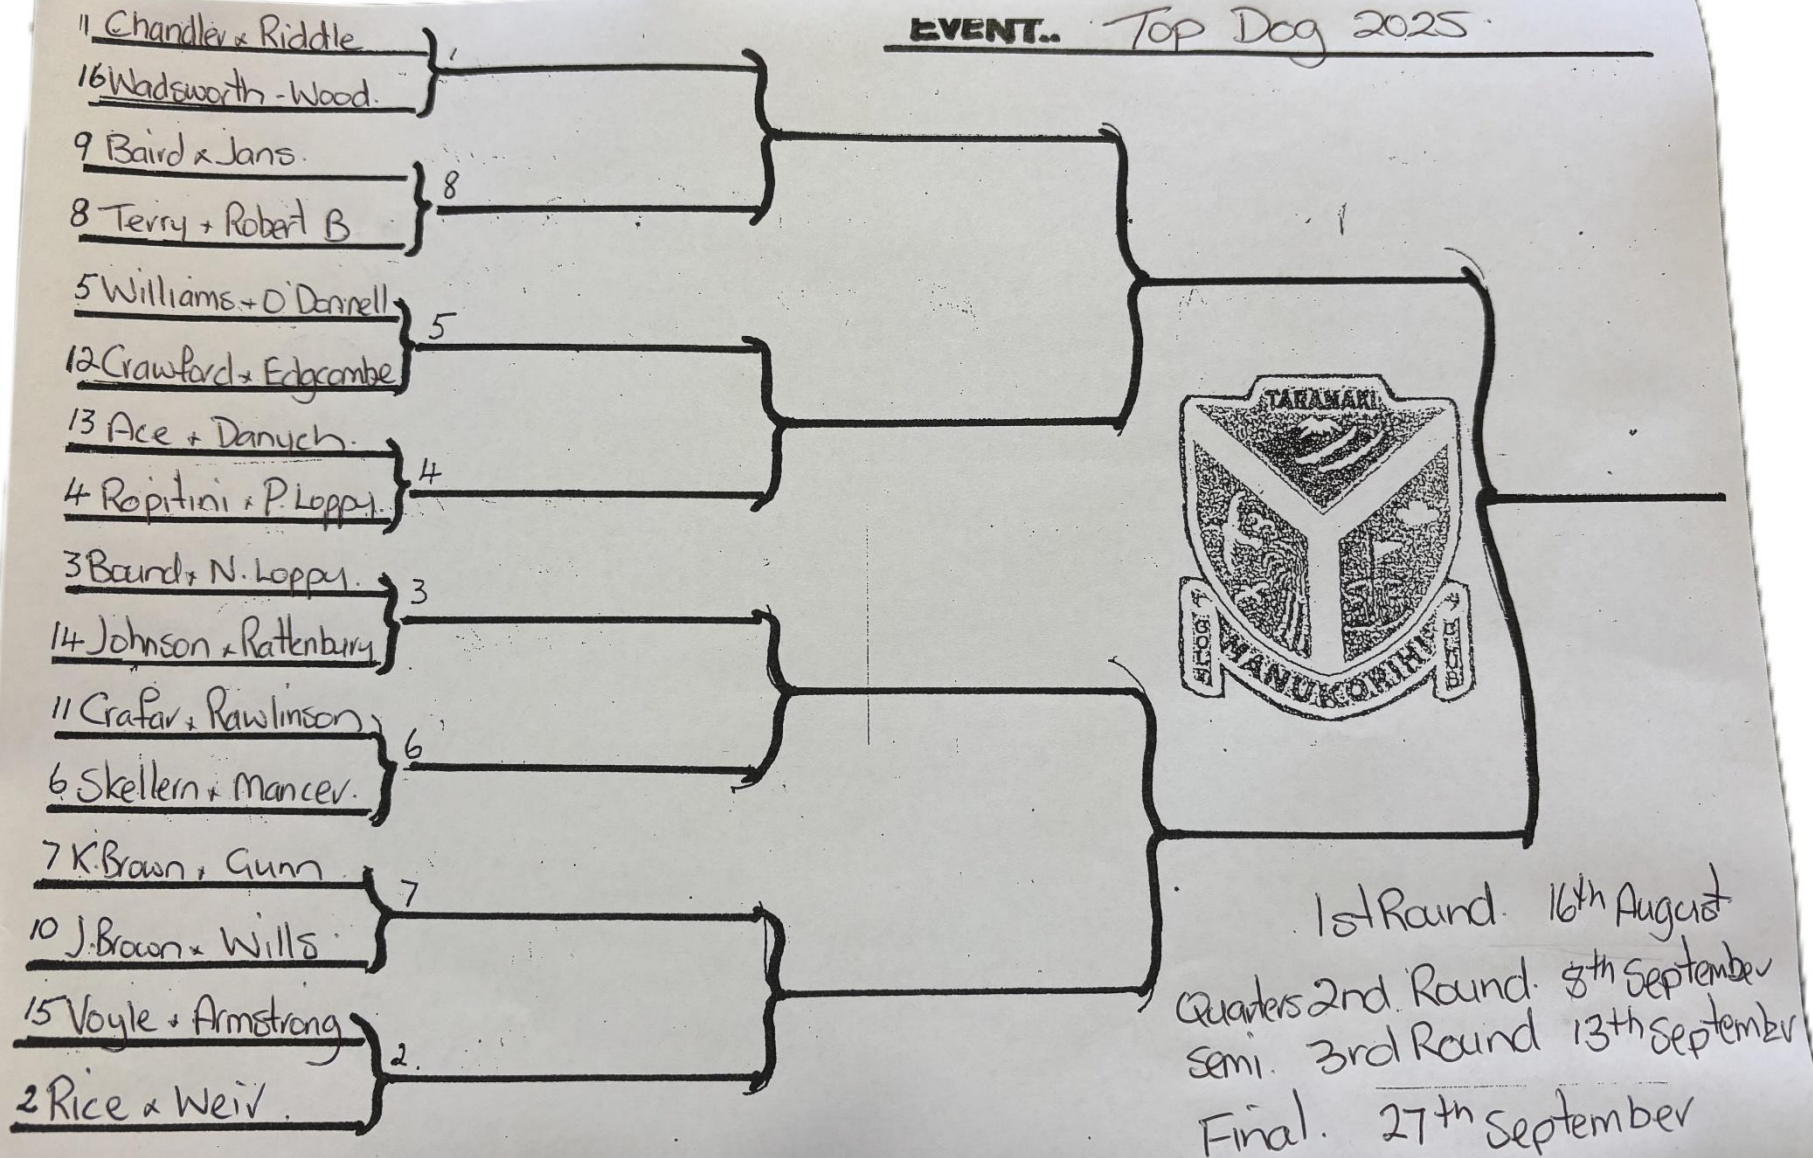 EVENT.. Top Dog 2025
11 Chandler & Riddle
1
16 Wadsworth - Wood.
9 Baird & Jans.
8
8 Terry + Robert B
5 Williams + O'Donnell
5
12 Crawford & Edgcombe
13 Ace + Danych.
4
4 Ropitini & P. Loppy.
3 Bound & N. Loppy.
3
14 Johnson & Rattenbury
11 Crafar & Rawlinson
6
6 Skellern & Mancer.
7 K. Brown & Gunn
7
10 J. Brown & Wills
15 Voyle & Armstrong
2.
2 Rice & Weir.
TARANAKI
GOLF MANUKORIHI CLUB
1st Round. 16th August
Quarters 2nd Round. 8th September
Semi. 3rd Round 13th September
Final. 27th September